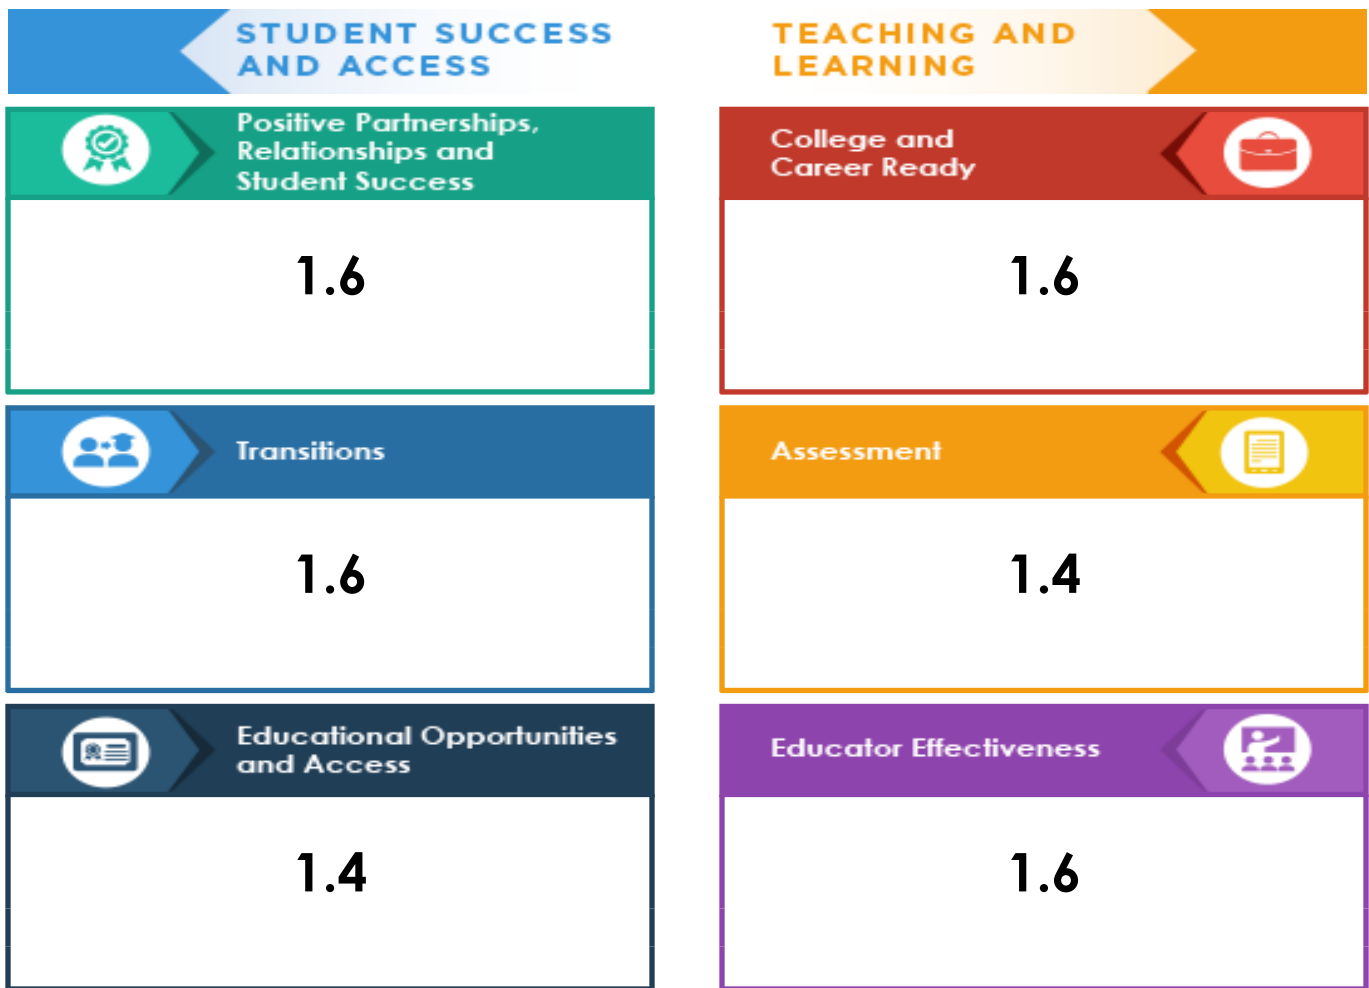 STUDENT SUCCESS
AND ACCESS
TEACHING AND
LEARNING
Positive Partnerships,
Relationships and
Student Success
1.6
College and
Career Ready
1.6
Transitions
1.6
Assessment
1.4
Educational Opportunities
and Access
1.4
Educator Effectiveness
1.6